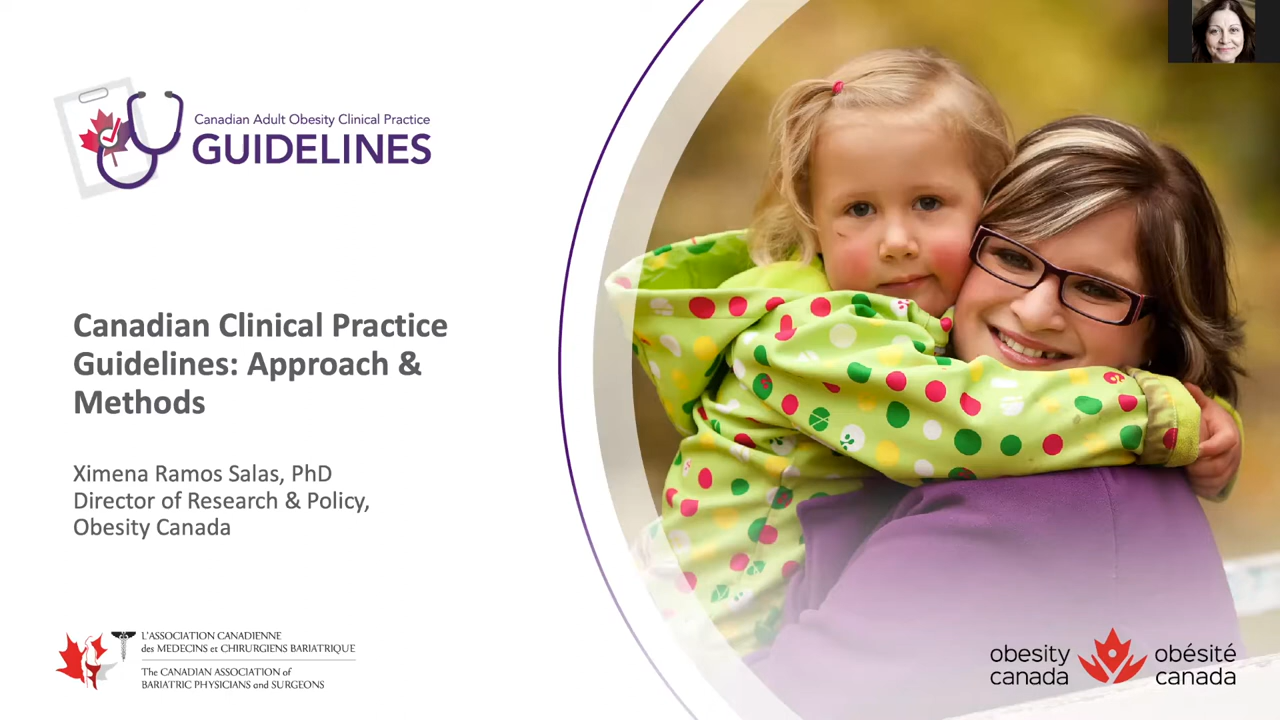 Canadian Adult Obesity Clinical Practice
GUIDELINES
Canadian Clinical Practice
Guidelines: Approach &
Methods
Ximena Ramos Salas, PhD
Director of Research & Policy,
Obesity Canada
L'ASSOCIATION CANADIENNE
des MEDECINS et CHIRURGIENS BARIATRIQUE
The CANADIAN ASSOCIATION of
BARIATRIC PHYSICIANS and SURGEONS
obesity
canada
obésité
canada